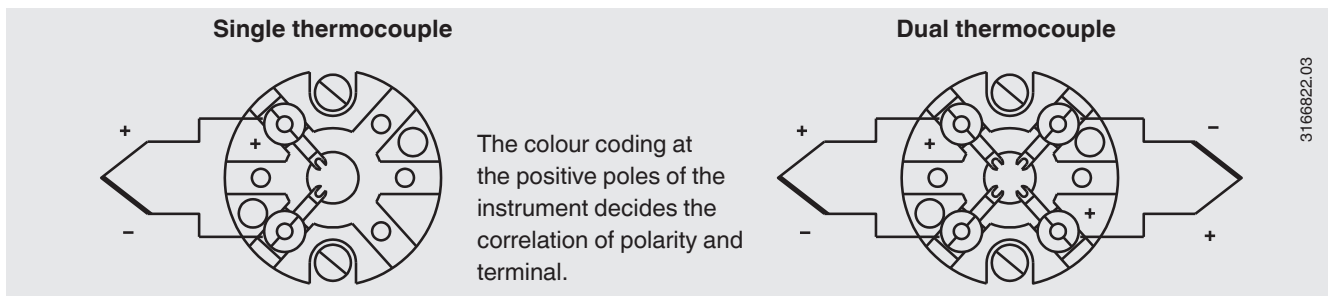 Single thermocouple
+
+
–
The colour coding at
the positive poles of the
instrument decides the
correlation of polarity and
terminal.
Dual thermocouple
+
+
–
–
+
+
3166822.03